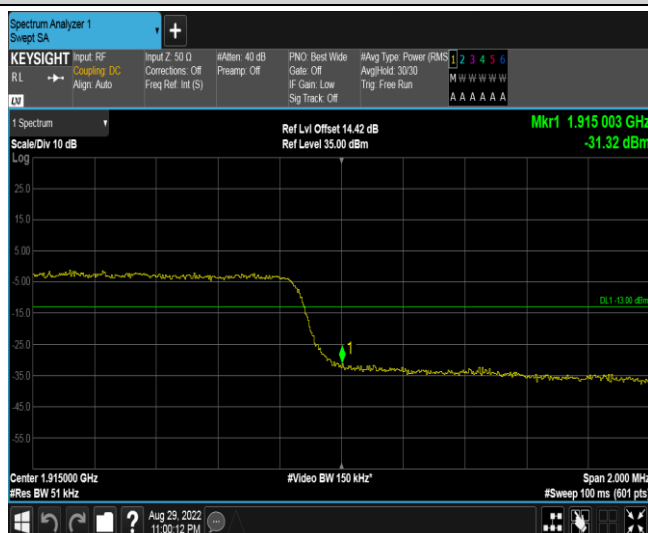 Spectrum Analyzer 1
Swept SA
KEYSIGHT
Input: RF
Input Z: 50 Ω
#Atten: 40 dB
PNO: Best Wide
#Avg Type: Power (RMS
1 2 3 4 5 6
RL
Coupling: DC
Corrections: Off
Preamp: Off
Gate: Off
Avg|Hold: 30/30
M W W W W W
Align: Auto
Freq Ref: Int (S)
IF Gain: Low
Trig: Free Run
Sig Track: Off
A A A A A A
LXI
1 Spectrum
Ref Lvl Offset 14.42 dB
Mkr1 1.915 003 GHz
Scale/Div 10 dB
Ref Level 35.00 dBm
-31.32 dBm
Log
25.0
15.0
5.00
-5.00
DL1 -13.00 dBm
-15.0
-25.0
1
-35.0
-45.0
-55.0
Center 1.915000 GHz
#Video BW 150 kHz*
Span 2.000 MHz
#Res BW 51 kHz
#Sweep 100 ms (601 pts)
?
Aug 29, 2022
11:00:12 PM